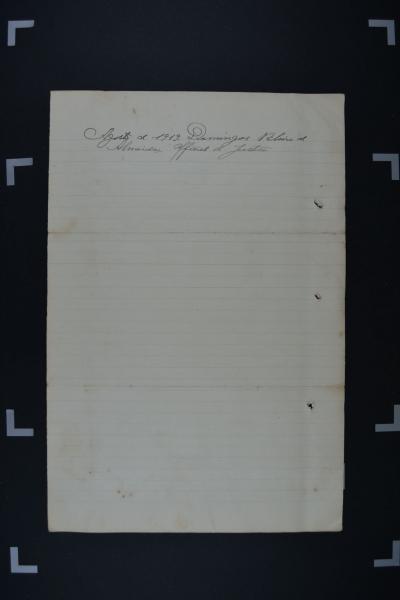 Agosto de 1913 Domingos Ribeiro de
Almeida Official de Justiça